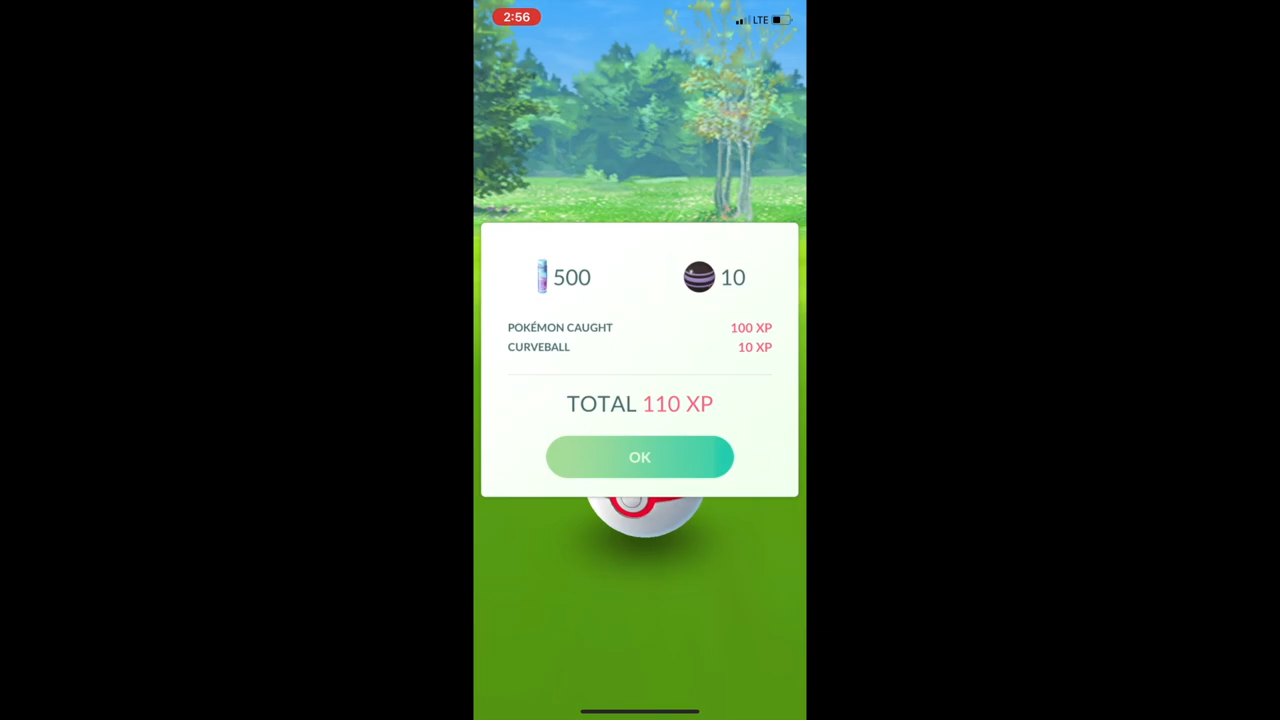 2:56 LTE
500 10
POKÉMON CAUGHT 100 XP
CURVEBALL 10 XP
TOTAL 110 XP
OK